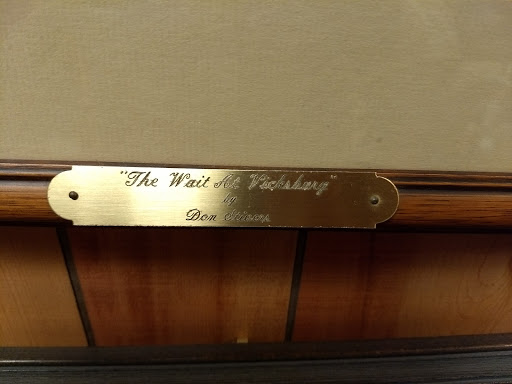 "The Wait At Vicksburg"
by
Don Stivers